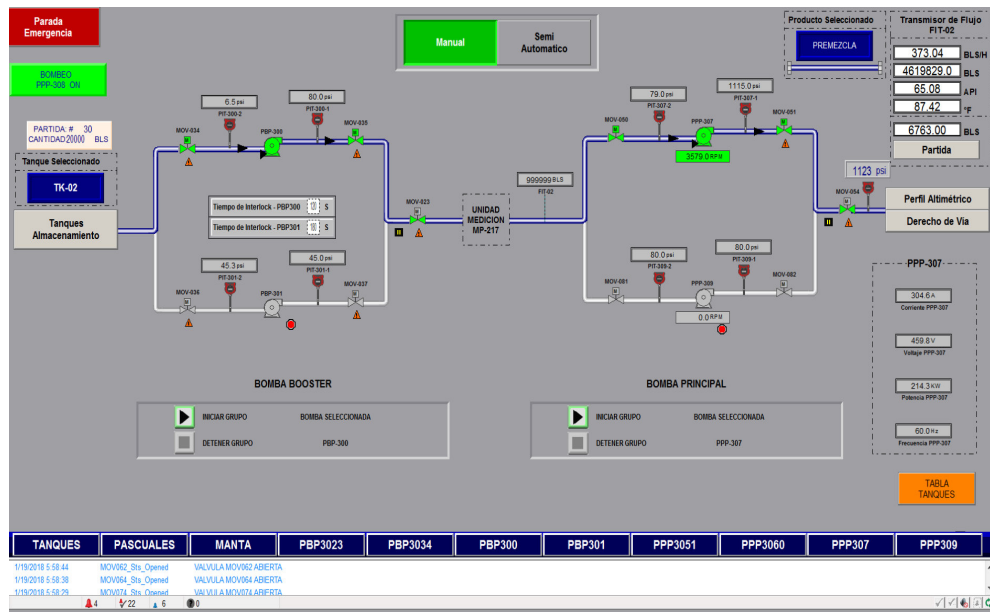 Parada
Emergencia
Manual
Semi
Automatico
Producto Seleccionado
PREMEZCLA
Transmisor de Flujo
FIT-02
373.04 BLS/H
4619829.0 BLS
65.08 API
87.42 °F
6763.00 BLS
Partida
BOMBEO
PPP-308 ON
PARTIDA: # 30
CANTIDAD:20000 BLS
Tanque Seleccionado
TK-02
Tanques
Almacenamiento
6.5 psi
PIT-300-2
80.0 psi
PIT-300-1
MOV-034
PBP-300
MOV-035
79.0 psi
PIT-307-2
1115.0 psi
PIT-307-1
MOV-050
PPP-307
MOV-051
3579.0 RPM
1123 psi
MOV-054
Perfil Altimétrico
Derecho de Vía
Tiempo de Interlock - PBP300 S
Tiempo de Interlock - PBP301 S
MOV-023
UNIDAD
MEDICION
MP-217
999999 BLS
FIT-02
45.3 psi
PIT-301-2
45.0 psi
PIT-301-1
MOV-036
PBP-301
MOV-037
80.0 psi
PIT-309-2
80.0 psi
PIT-309-1
MOV-081
PPP-309
MOV-082
0.0 RPM
PPP-307
304.6 A
Corriente PPP-307
459.8 V
Voltaje PPP-307
214.3 KW
Potencia PPP-307
60.0 Hz
Frecuencia PPP-307
BOMBA BOOSTER
INICIAR GRUPO BOMBA SELECCIONADA
DETENER GRUPO PBP-300
BOMBA PRINCIPAL
INICIAR GRUPO BOMBA SELECCIONADA
DETENER GRUPO PPP-307
TABLA
TANQUES
TANQUES PASCUALES MANTA PBP3023 PBP3034 PBP300 PBP301 PPP3051 PPP3060 PPP307 PPP309
1/19/2018 5:58:44 MOV062_Sts_Opened VALVULA MOV062 ABIERTA
1/19/2018 5:58:38 MOV064_Sts_Opened VALVULA MOV064 ABIERTA
1/19/2018 5:58:29 MOV074_Sts_Opened VALVULA MOV074 ABIERTA
4 22 6 0